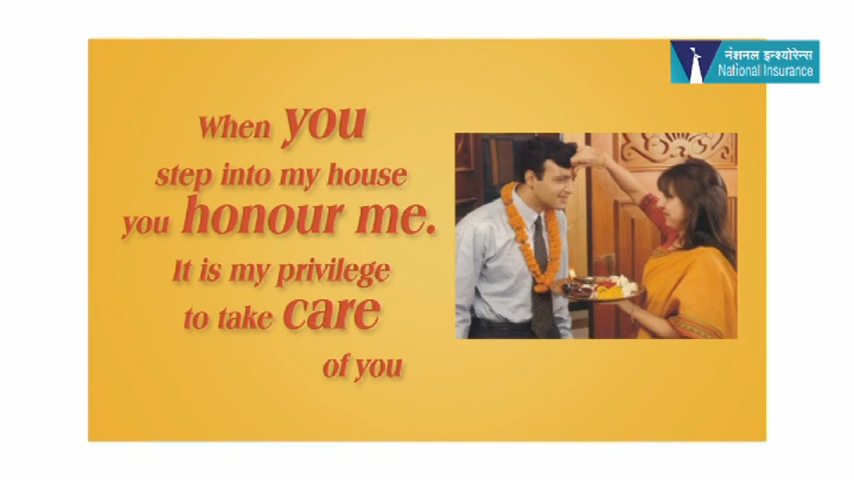 नेशनल इन्श्योरेन्स
National Insurance
When you
step into my house
you honour me.
It is my privilege
to take care
of you